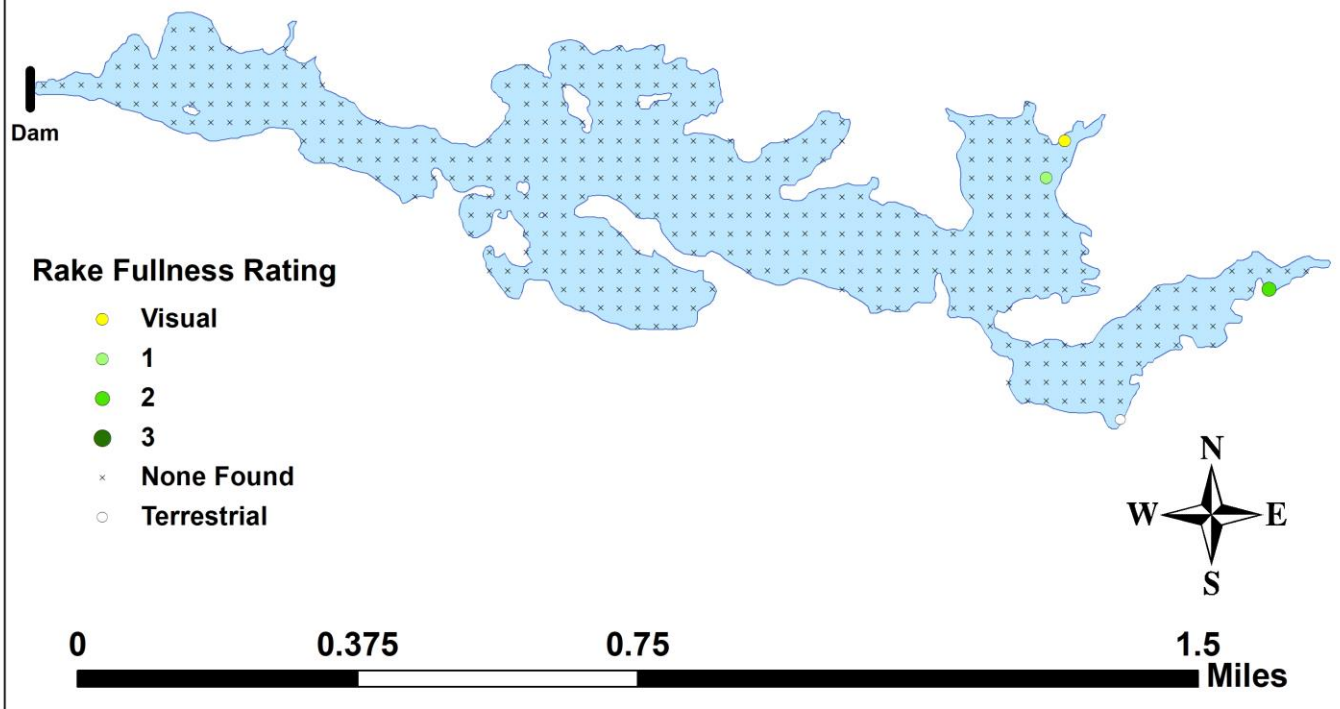 Dam
Rake Fullness Rating
Visual
1
2
3
None Found
Terrestrial
N
W E
S
0 0.375 0.75 1.5
Miles